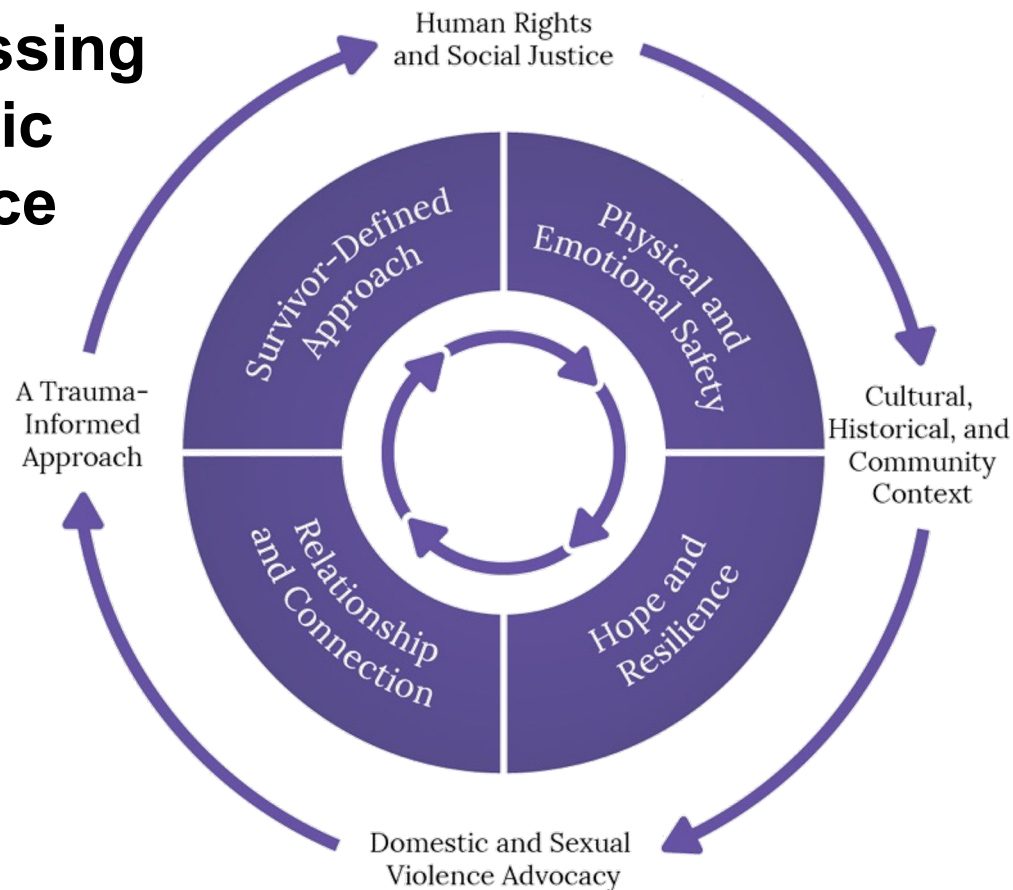 ssing
ic
ce
Human Rights
and Social Justice
Survivor-Defined
Approach
Physical and
Emotional Safety
A Trauma-
Informed
Approach
Cultural,
Historical, and
Community
Context
Relationship
and Connection
Hope and
Resilience
Domestic and Sexual
Violence Advocacy